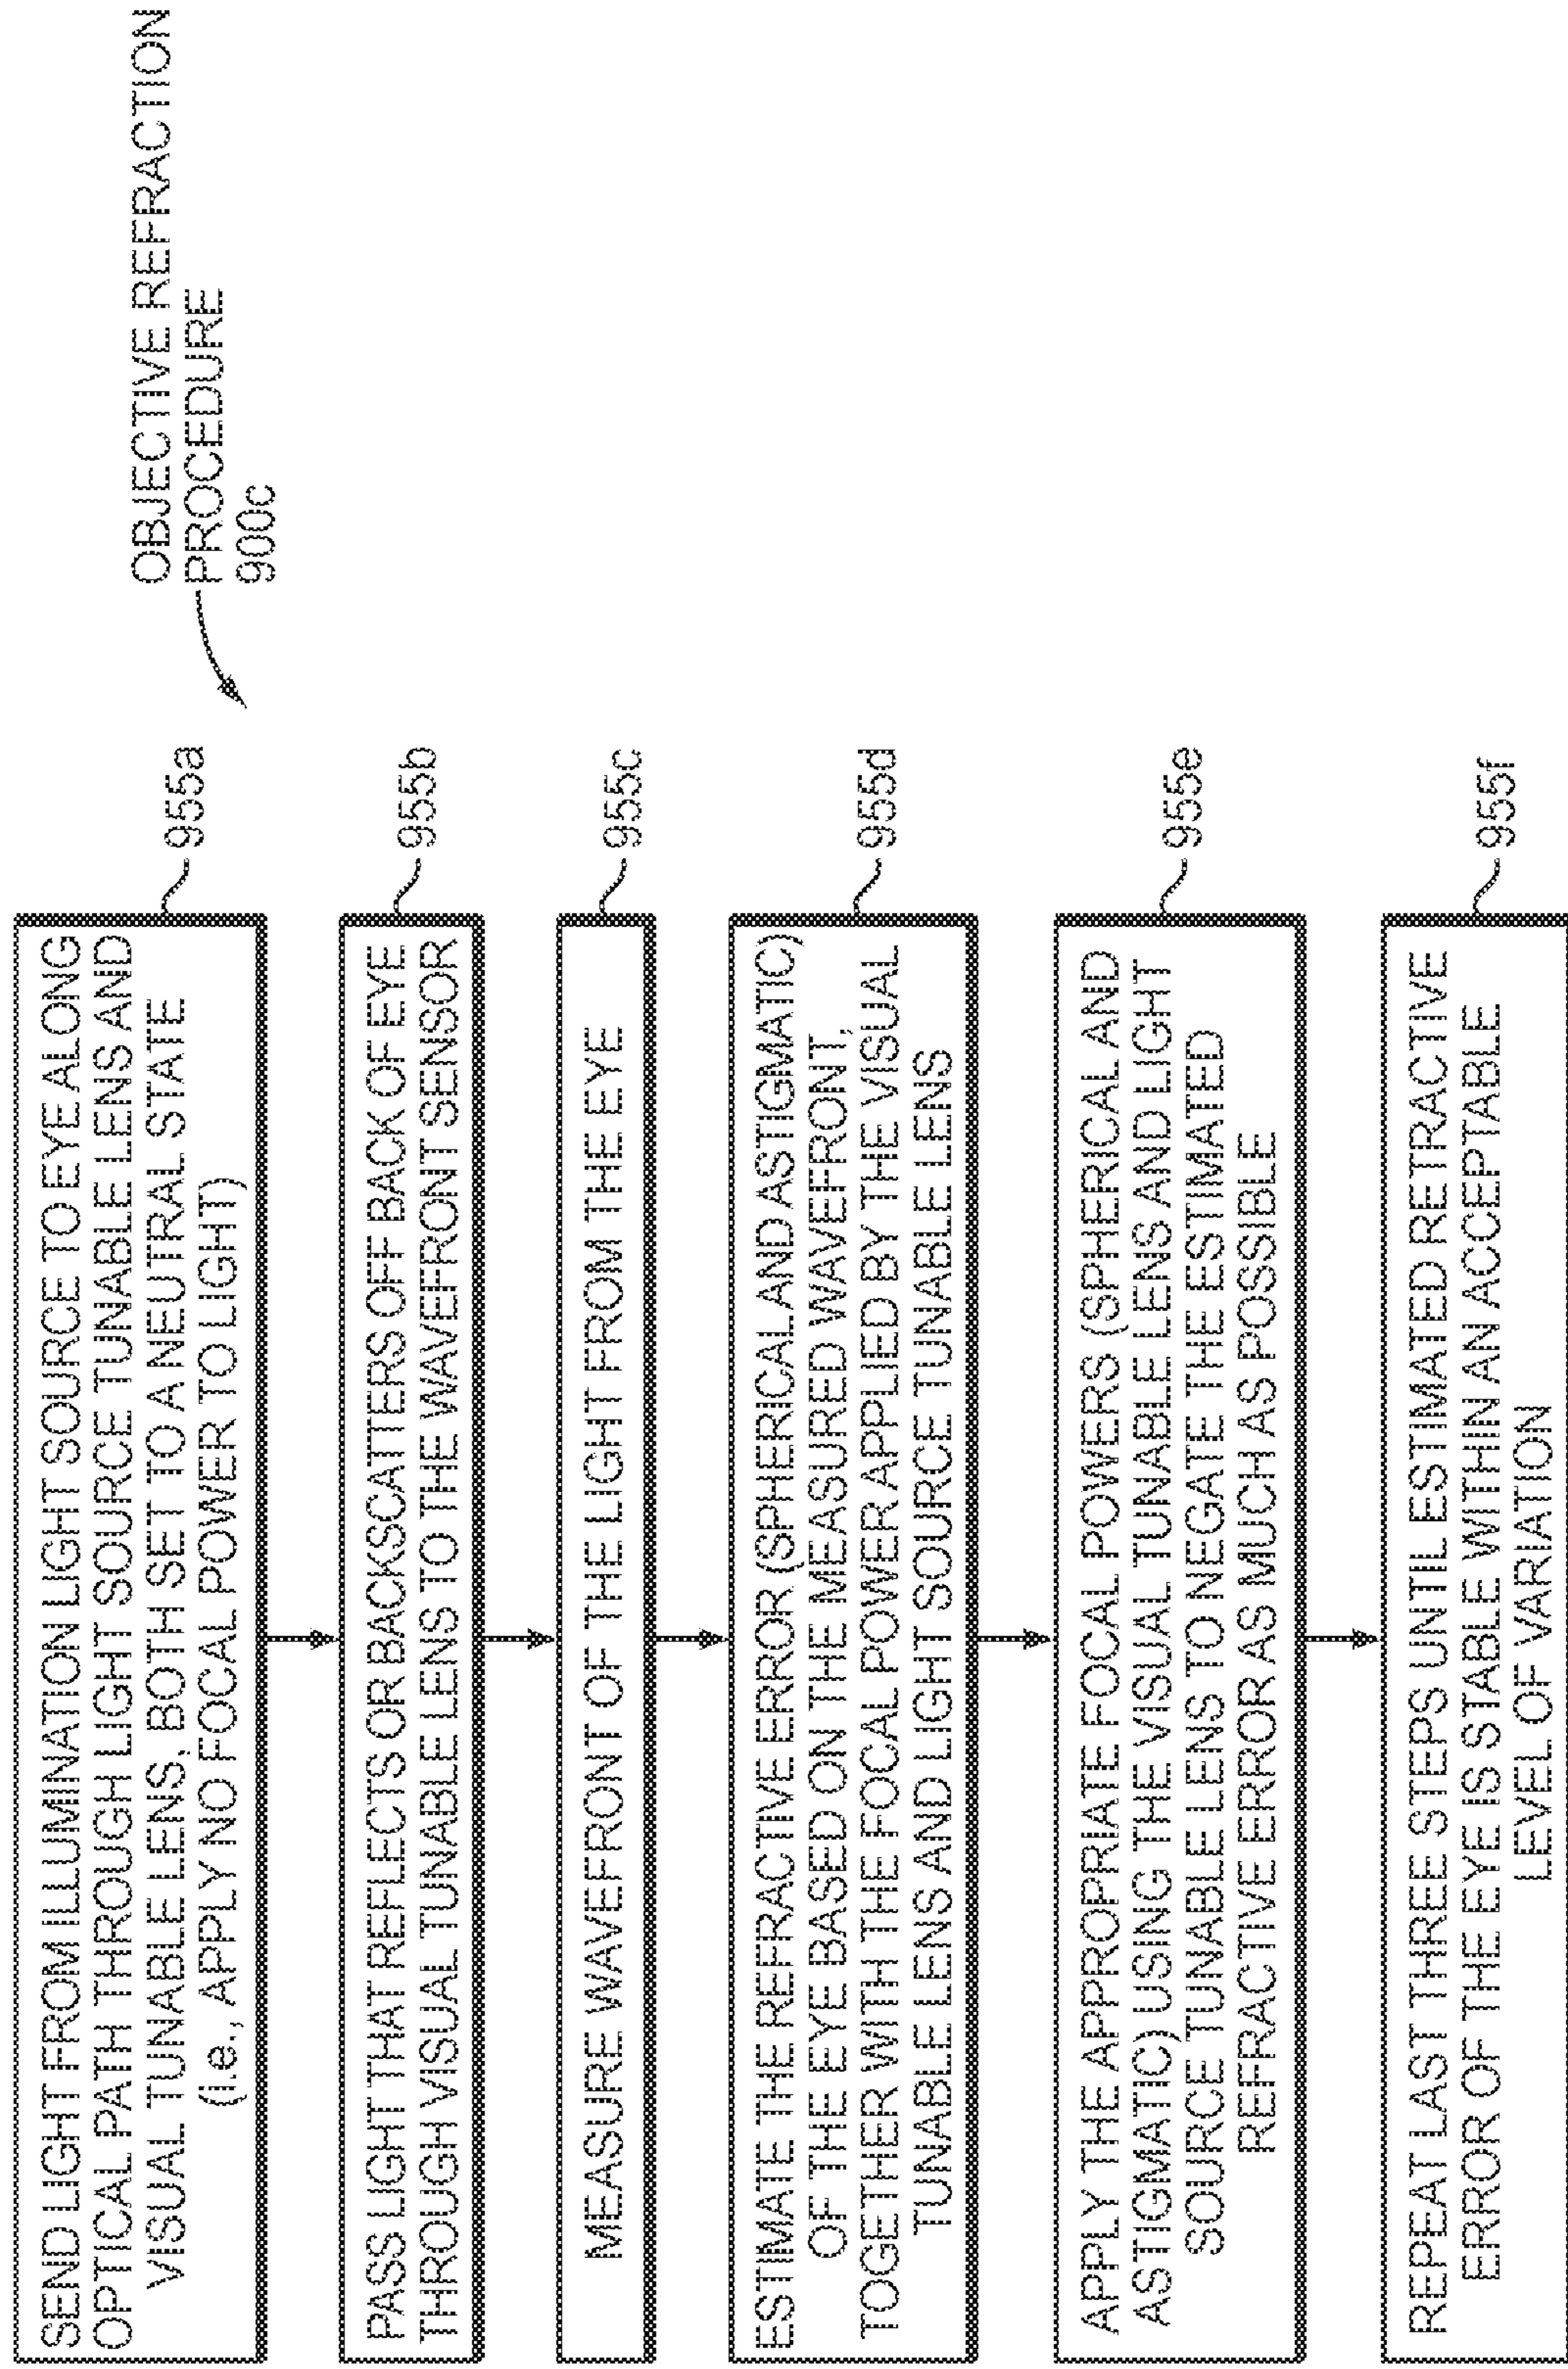 OBJECTIVE REFRACTION
PROCEDURE
900c
SEND LIGHT FROM ILLUMINATION LIGHT SOURCE TO EYE ALONG
OPTICAL PATH THROUGH LIGHT SOURCE TUNABLE LENS AND
VISUAL TUNABLE LENS, BOTH SET TO A NEUTRAL STATE
(i.e., APPLY NO FOCAL POWER TO LIGHT)
955a
PASS LIGHT THAT REFLECTS OR BACKSCATTERS OFF BACK OF EYE
THROUGH VISUAL TUNABLE LENS TO THE WAVEFRONT SENSOR
955b
MEASURE WAVEFRONT OF THE LIGHT FROM THE EYE
955c
ESTIMATE THE REFRACTIVE ERROR (SPHERICAL AND ASTIGMATIC)
OF THE EYE BASED ON THE MEASURED WAVEFRONT,
TOGETHER WITH THE FOCAL POWER APPLIED BY THE VISUAL
TUNABLE LENS AND LIGHT SOURCE TUNABLE LENS
955d
APPLY THE APPROPRIATE FOCAL POWERS (SPHERICAL AND
ASTIGMATIC) USING THE VISUAL TUNABLE LENS AND LIGHT
SOURCE TUNABLE LENS TO NEGATE THE ESTIMATED
REFRACTIVE ERROR AS MUCH AS POSSIBLE
955e
REPEAT LAST THREE STEPS UNTIL ESTIMATED RETRACTIVE
ERROR OF THE EYE IS STABLE WITHIN AN ACCEPTABLE
LEVEL OF VARIATION
955f